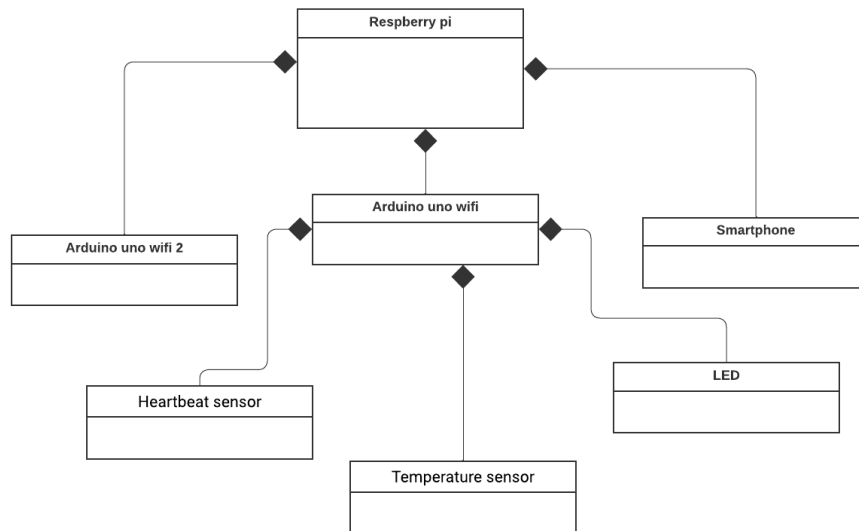 Respberry pi
Arduino uno wifi
Smartphone
Arduino uno wifi 2
LED
Heartbeat sensor
Temperature sensor